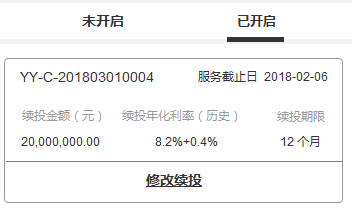 未开启 已开启
YY-C-201803010004 服务截止日 2018-02-06
续投金额（元） 续投年化利率（历史） 续投期限
20,000,000.00 8.2%+0.4% 12 个月
修改续投